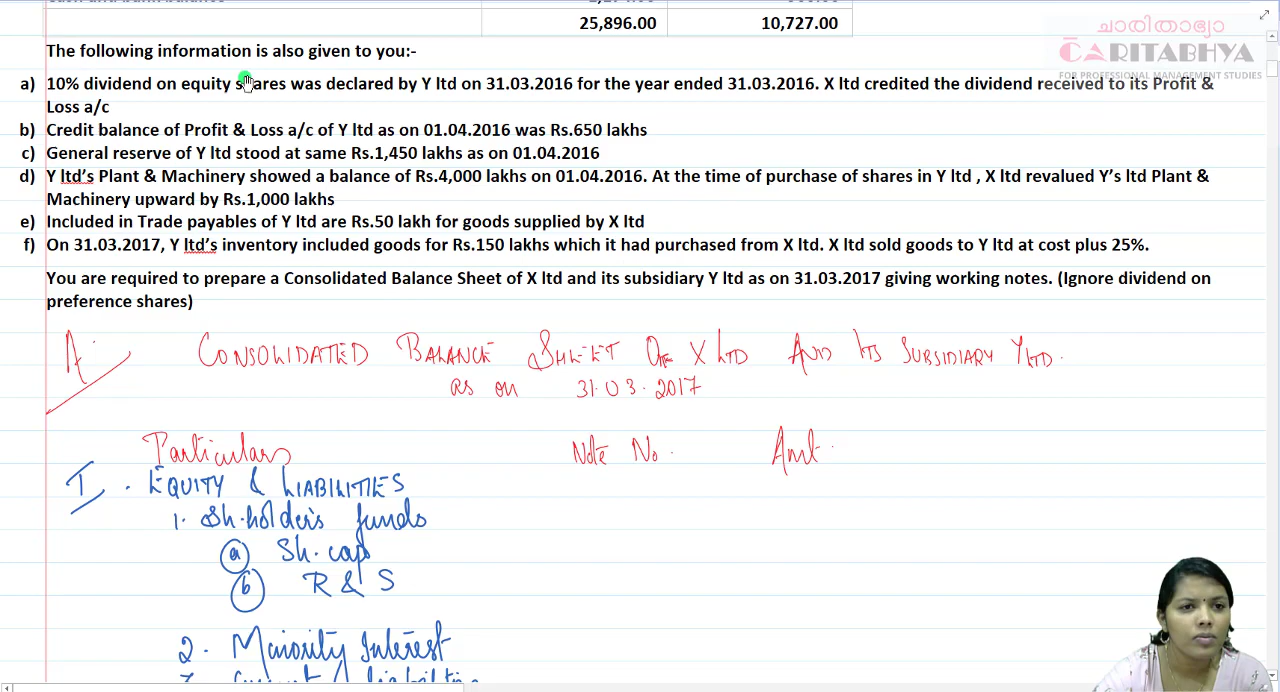 25,896.00 10,727.00
ചാരിതാഭ്യാ
CARITABHYA
FOR PROFESSIONAL MANAGEMENT STUDIES
The following information is also given to you:-
a) 10% dividend on equity shares was declared by Y ltd on 31.03.2016 for the year ended 31.03.2016. X ltd credited the dividend received to its Profit &
Loss a/c
b) Credit balance of Profit & Loss a/c of Y ltd as on 01.04.2016 was Rs.650 lakhs
c) General reserve of Y ltd stood at same Rs.1,450 lakhs as on 01.04.2016
d) Y ltd's Plant & Machinery showed a balance of Rs.4,000 lakhs on 01.04.2016. At the time of purchase of shares in Y ltd , X ltd revalued Y's ltd Plant &
Machinery upward by Rs.1,000 lakhs
e) Included in Trade payables of Y ltd are Rs.50 lakh for goods supplied by X ltd
f) On 31.03.2017, Y ltd's inventory included goods for Rs.150 lakhs which it had purchased from X ltd. X ltd sold goods to Y ltd at cost plus 25%.
You are required to prepare a Consolidated Balance Sheet of X ltd and its subsidiary Y ltd as on 31.03.2017 giving working notes. (Ignore dividend on
preference shares)
A: CONSOLIDATED BALANCE SHEET OF X LTD AND ITS SUBSIDIARY Y LTD.
as on 31.03.2017
Particulars Note No. Amt.
I. EQUITY & LIABILITIES
1. Sh.holder's funds
a Sh. cap
b R & S
2. Minority Interest